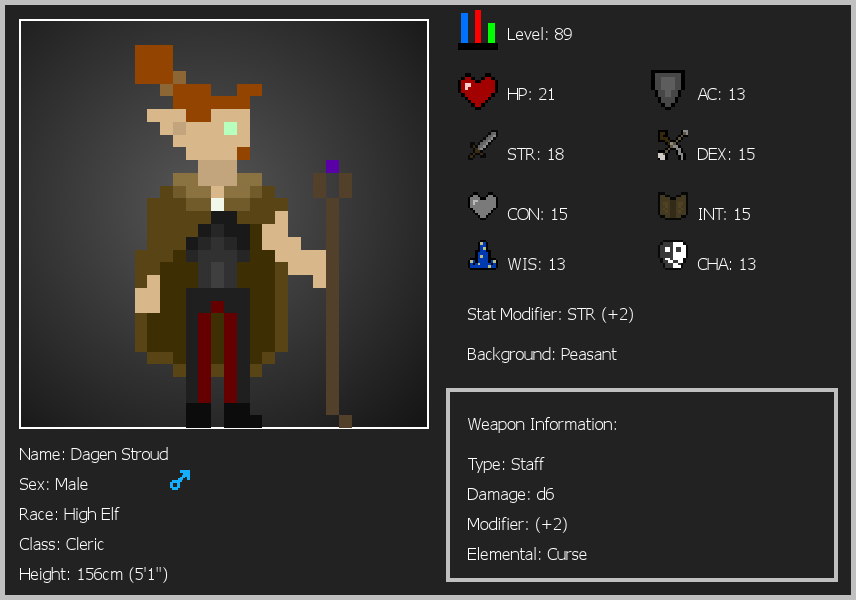 Level: 89
HP: 21
AC: 13
STR: 18
DEX: 15
CON: 15
INT: 15
WIS: 13
CHA: 13
Stat Modifier: STR (+2)
Background: Peasant
Weapon Information:
Type: Staff
Damage: d6
Modifier: (+2)
Elemental: Curse
Name: Dagen Stroud
Sex: Male
Race: High Elf
Class: Cleric
Height: 156cm (5'1")